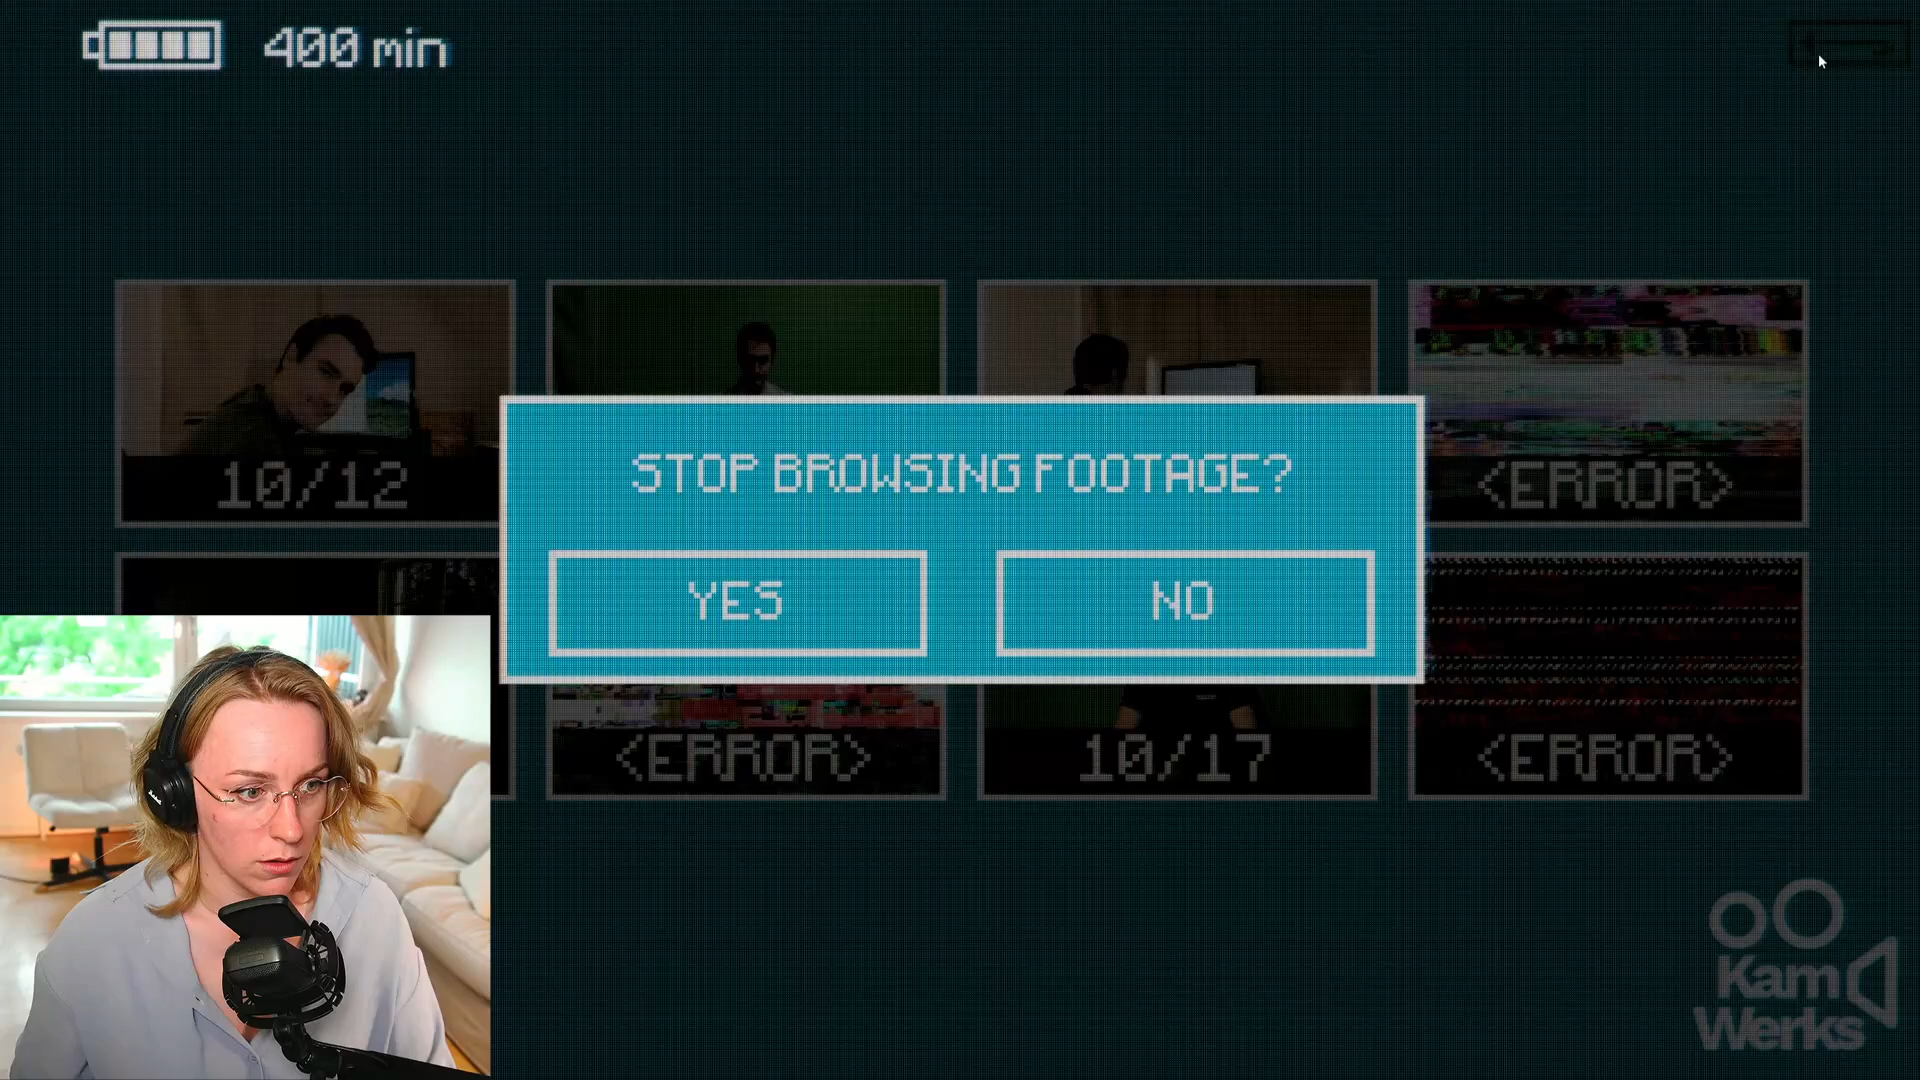 400 min
STOP BROWSING FOOTAGE?
YES
NO
10/12
<ERROR>
<ERROR>
10/17
<ERROR>
Kam
Werks